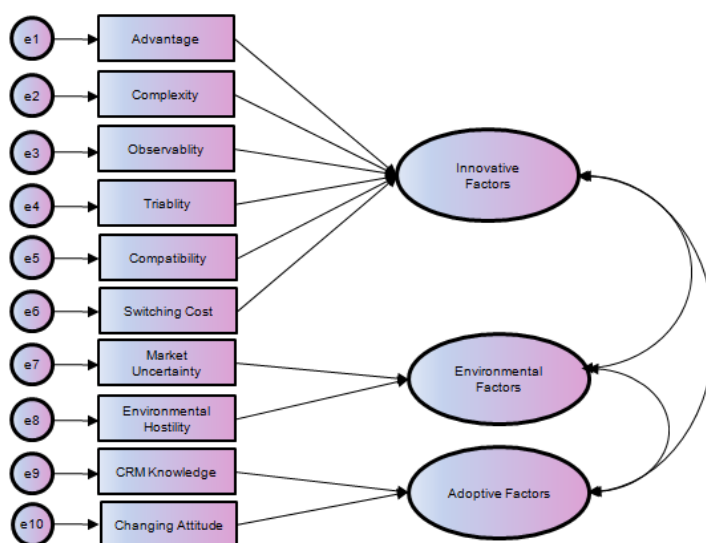 e1
Advantage
e2
Complexity
e3
Observablity
e4
Triablity
e5
Compatibility
e6
Switching Cost
e7
Market
Uncertainty
e8
Environmental
Hostility
e9
CRM Knowledge
e10
Changing Attitude
Innovative
Factors
Environmental
Factors
Adoptive Factors